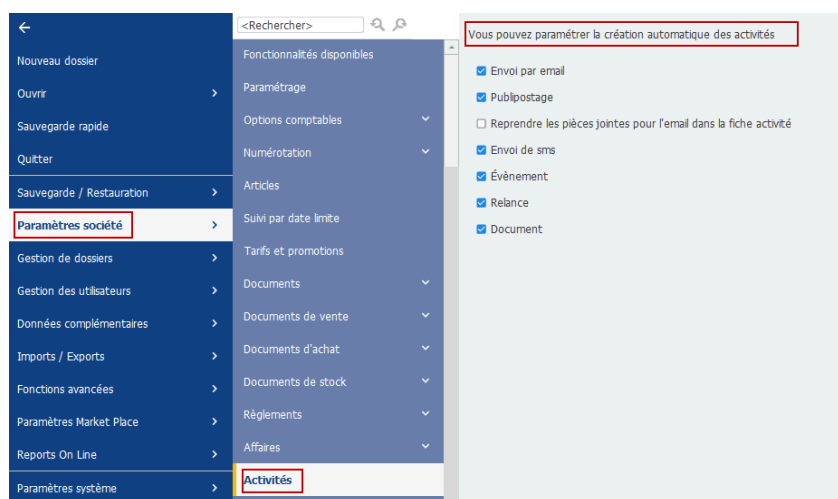 Nouveau dossier
Ouvrir
Sauvegarde rapide
Quitter
Sauvegarde / Restauration
Paramètres société
Gestion de dossiers
Gestion des utilisateurs
Données complémentaires
Imports / Exports
Fonctions avancées
Paramètres Market Place
Reports On Line
Paramètres système
<Rechercher>
Fonctionnalités disponibles
Paramétrage
Options comptables
Numérotation
Articles
Suivi par date limite
Tarifs et promotions
Documents
Documents de vente
Documents d'achat
Documents de stock
Règlements
Affaires
Activités
Vous pouvez paramétrer la création automatique des activités
Envoi par email
Publipostage
Reprendre les pièces jointes pour l'email dans la fiche activité
Envoi de sms
Évènement
Relance
Document